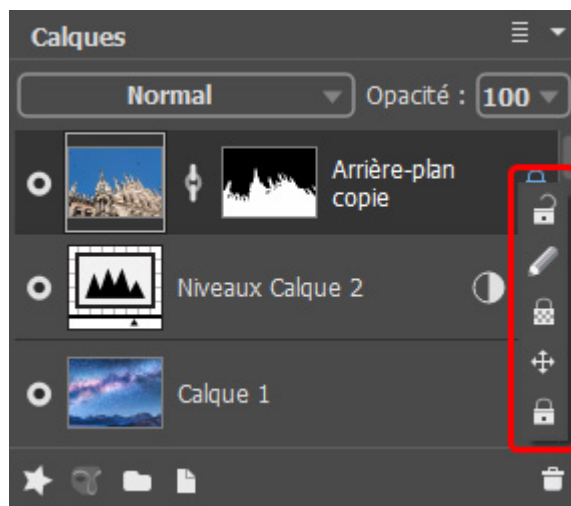 Calques
Normal Opacité : 100
Arrière-plan
copie
Niveaux Calque 2
Calque 1